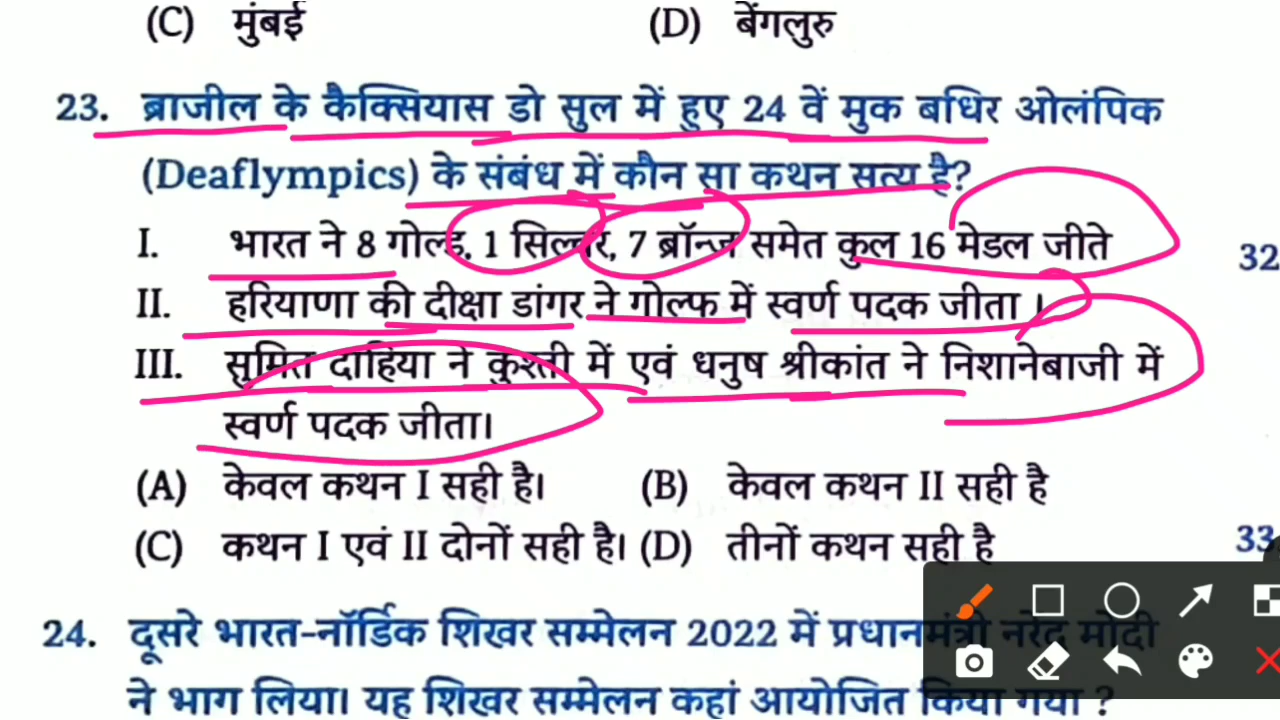 (C) मुंबई (D) बेंगलुरु
23. ब्राजील के कैक्सियास डो सुल में हुए 24 वें मुक बधिर ओलंपिक
(Deaflympics) के संबंध में कौन सा कथन सत्य है?
I. भारत ने 8 गोल्ड, 1 सिल्वर, 7 ब्रॉन्ज समेत कुल 16 मेडल जीते
32
II. हरियाणा की दीक्षा डांगर ने गोल्फ में स्वर्ण पदक जीता ।
III. सुमित दाहिया ने कुश्ती में एवं धनुष श्रीकांत ने निशानेबाजी में
स्वर्ण पदक जीता।
(A) केवल कथन I सही है। (B) केवल कथन II सही है
(C) कथन I एवं II दोनों सही है। (D) तीनों कथन सही है
33.
24. दूसरे भारत-नॉर्डिक शिखर सम्मेलन 2022 में प्रधानमंत्री नरेंद्र मोदी
ने भाग लिया। यह शिखर सम्मेलन कहां आयोजित किया गया ?